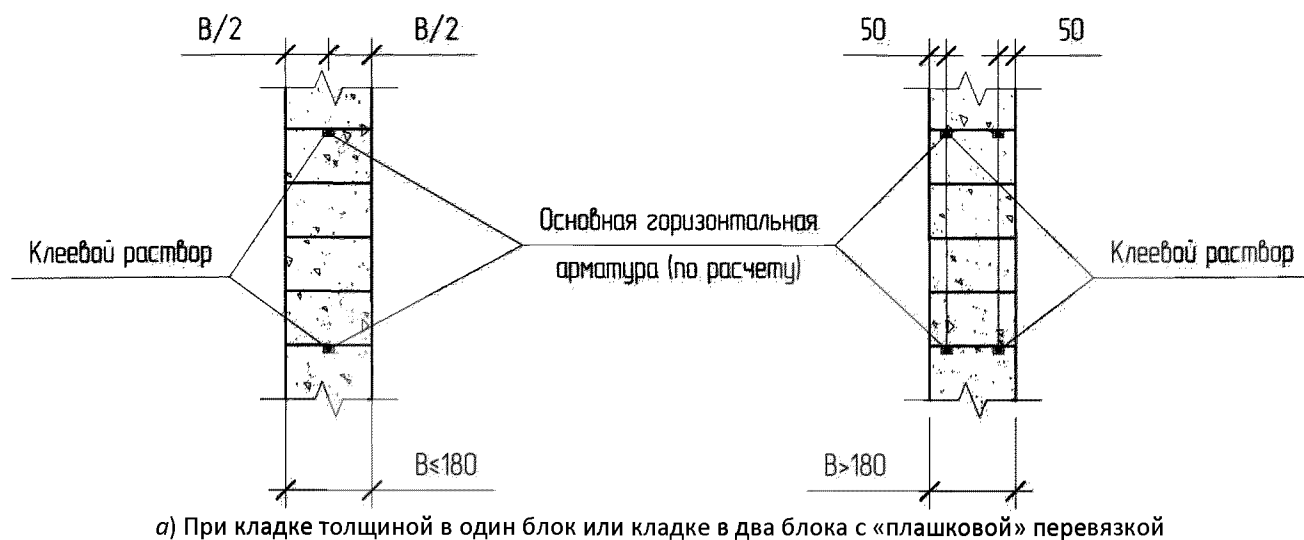 B/2 B/2 50 50
Клеевой раствор
Основная горизонтальная
арматура (по расчету)
Клеевой раствор
B≤180 B>180
а) При кладке толщиной в один блок или кладке в два блока с «плашковой» перевязкой